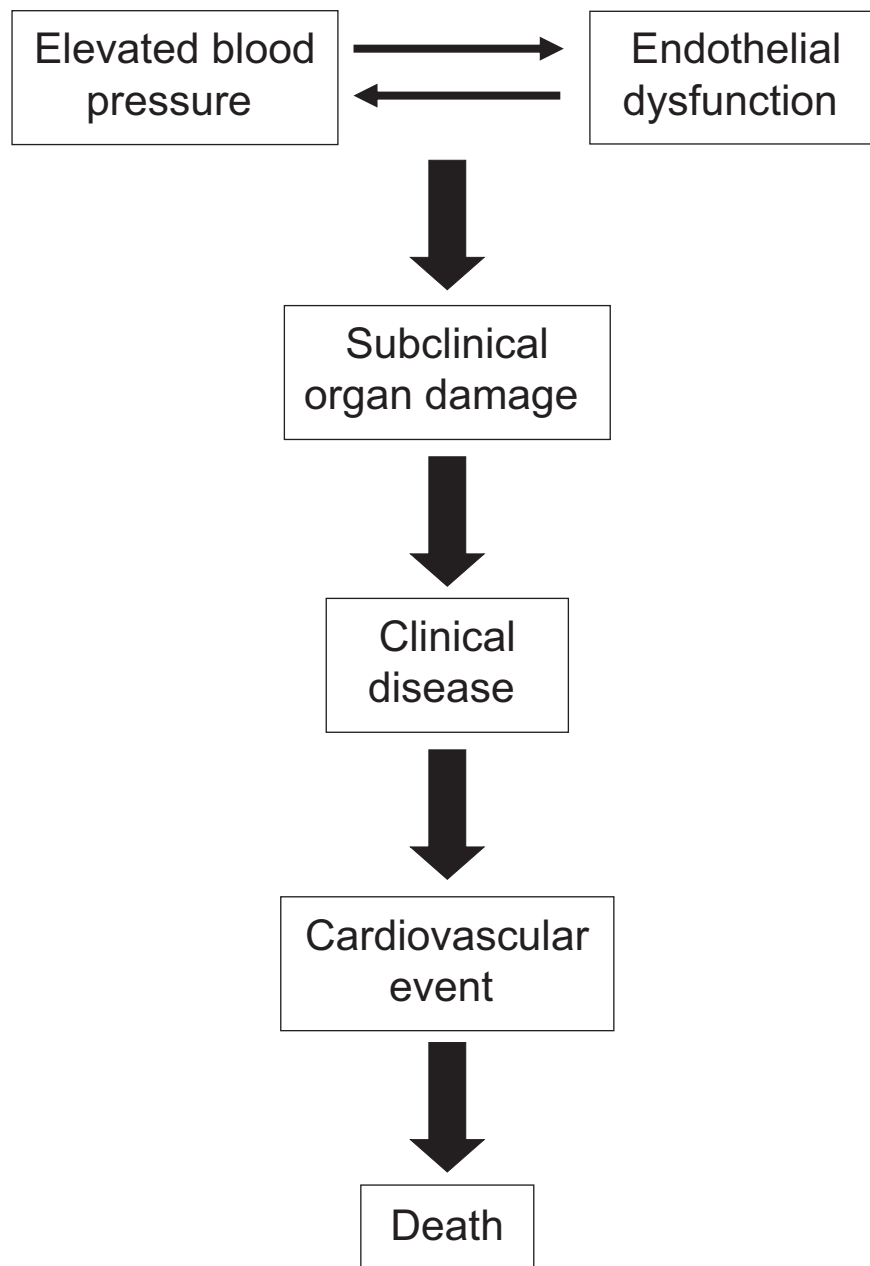 Elevated blood
pressure
Endothelial
dysfunction
Subclinical
organ damage
Clinical
disease
Cardiovascular
event
Death